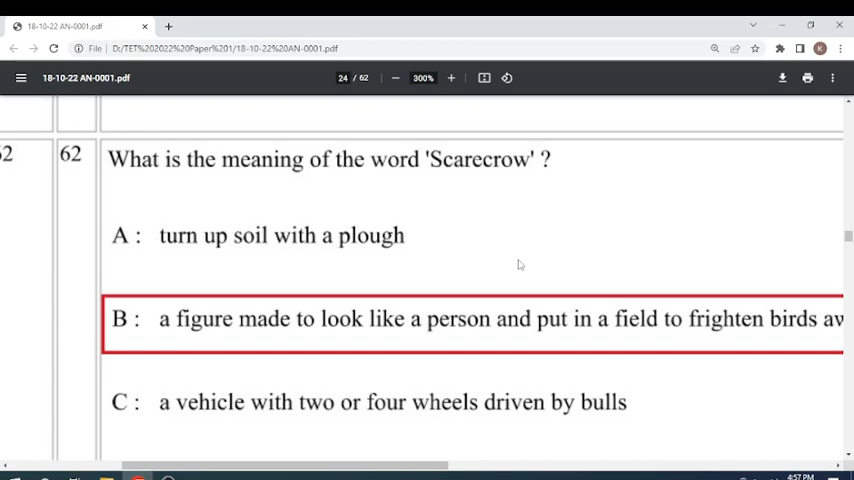 18-10-22 AN-0001.pdf
File
D:/TET%202022%20Paper%201/18-10-22%20AN-0001.pdf
K
18-10-22 AN-0001.pdf
24 / 62
300%
62
What is the meaning of the word 'Scarecrow' ?
A : turn up soil with a plough
B : a figure made to look like a person and put in a field to frighten birds
C : a vehicle with two or four wheels driven by bulls
4:57 PM